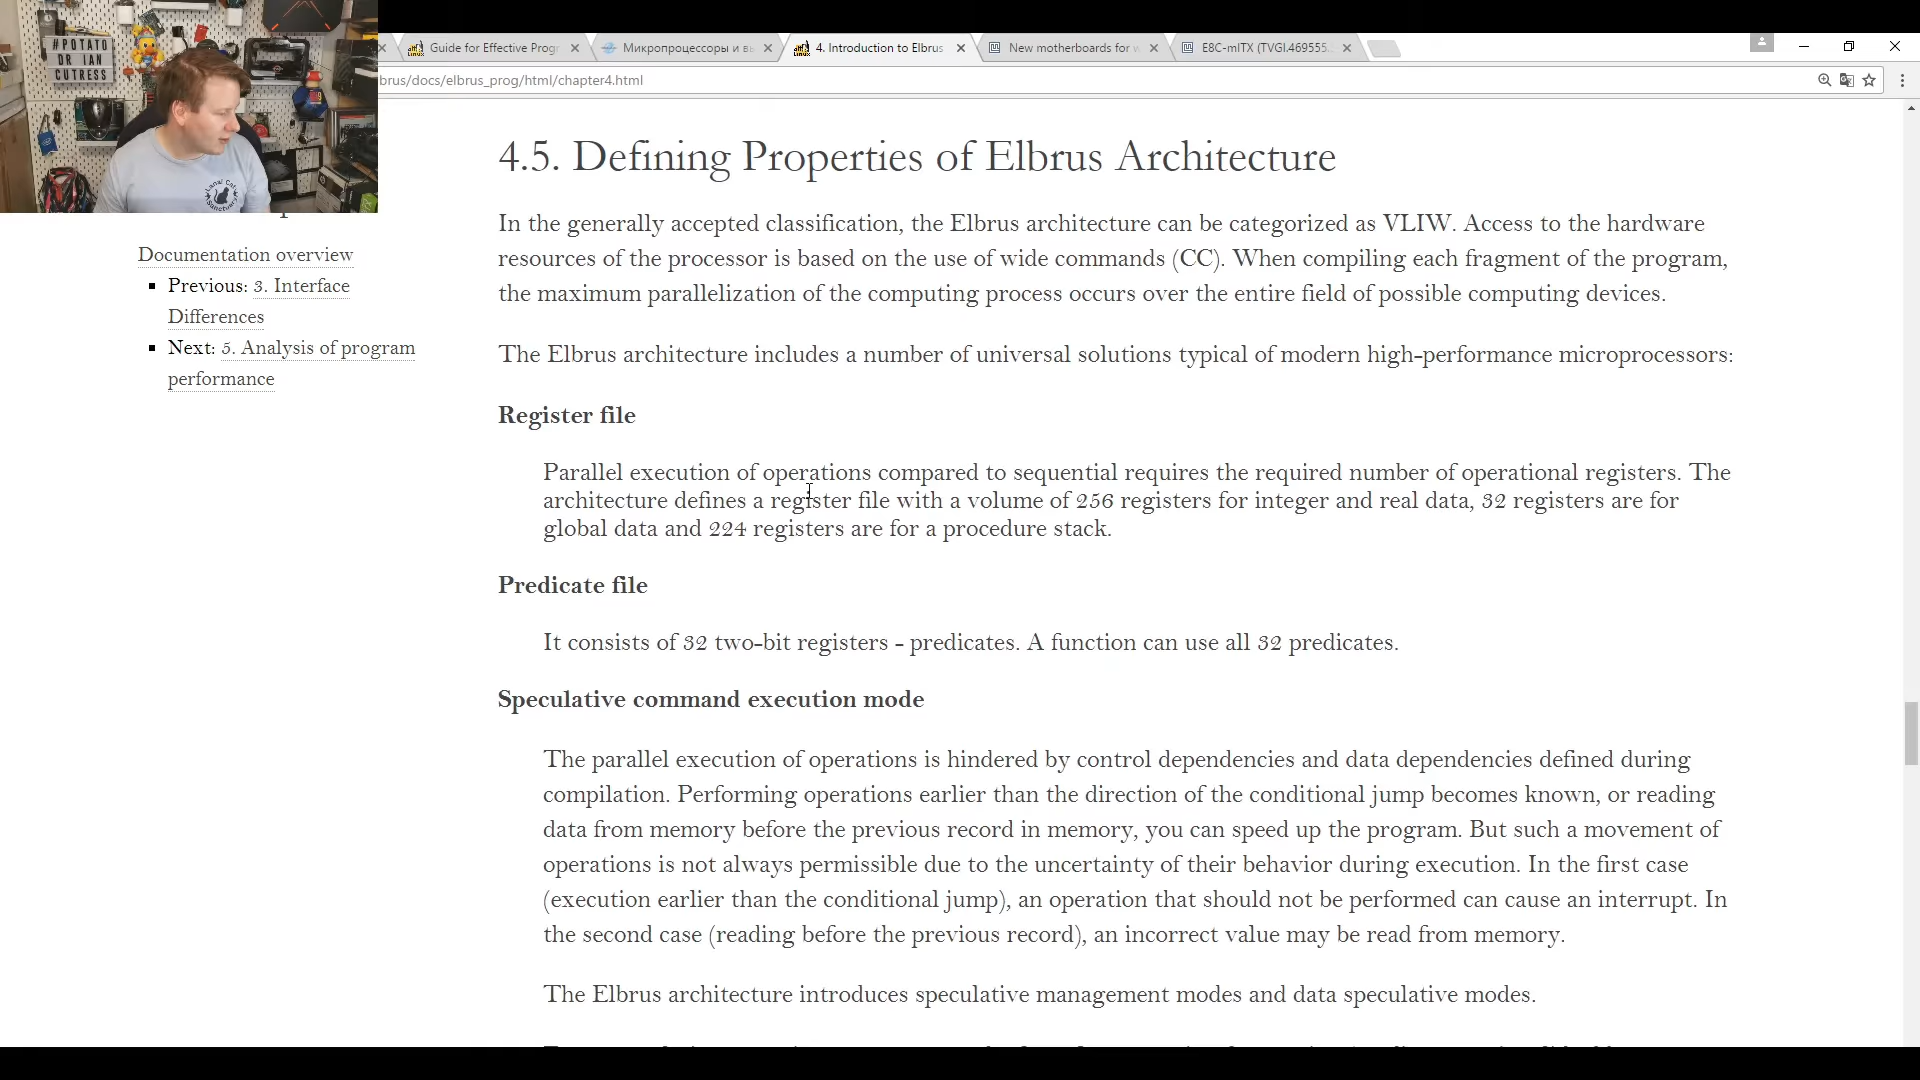 #POTATO
DR IAN
CUTRESS
Guide for Effective Prog
Микропроцессоры и вы
4. Introduction to Elbrus
New motherboards for w
E8C-mITX (TVGI.469555.
brus/docs/elbrus_prog/html/chapter4.html
4.5. Defining Properties of Elbrus Architecture
In the generally accepted classification, the Elbrus architecture can be categorized as VLIW. Access to the hardware
resources of the processor is based on the use of wide commands (CC). When compiling each fragment of the program,
the maximum parallelization of the computing process occurs over the entire field of possible computing devices.
Documentation overview
Previous: 3. Interface
Differences
Next: 5. Analysis of program
performance
The Elbrus architecture includes a number of universal solutions typical of modern high-performance microprocessors:
Register file
Parallel execution of operations compared to sequential requires the required number of operational registers. The
architecture defines a register file with a volume of 256 registers for integer and real data, 32 registers are for
global data and 224 registers are for a procedure stack.
Predicate file
It consists of 32 two-bit registers - predicates. A function can use all 32 predicates.
Speculative command execution mode
The parallel execution of operations is hindered by control dependencies and data dependencies defined during
compilation. Performing operations earlier than the direction of the conditional jump becomes known, or reading
data from memory before the previous record in memory, you can speed up the program. But such a movement of
operations is not always permissible due to the uncertainty of their behavior during execution. In the first case
(execution earlier than the conditional jump), an operation that should not be performed can cause an interrupt. In
the second case (reading before the previous record), an incorrect value may be read from memory.
The Elbrus architecture introduces speculative management modes and data speculative modes.